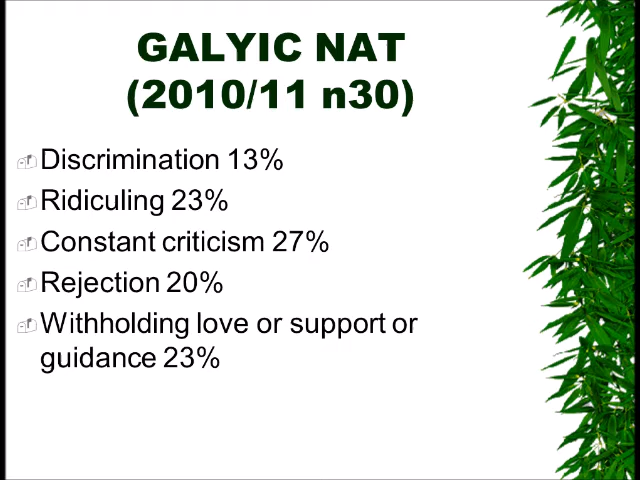 GALYIC NAT
(2010/11 n30)
Discrimination 13%
Ridiculing 23%
Constant criticism 27%
Rejection 20%
Withholding love or support or
guidance 23%